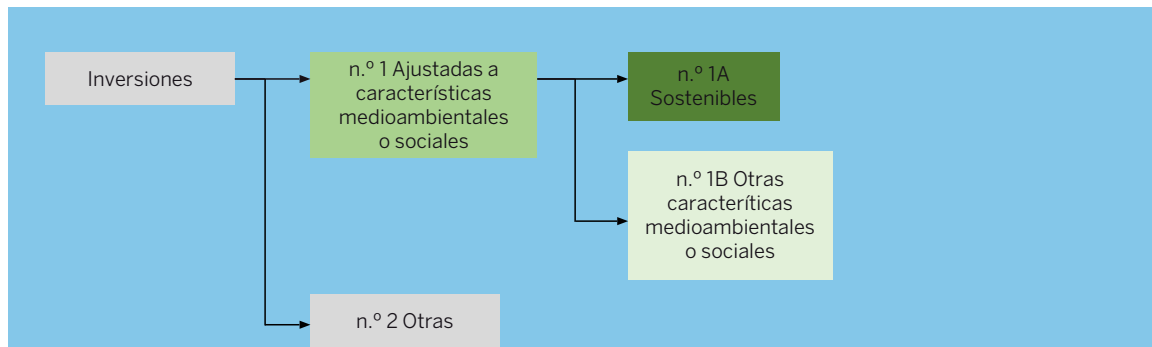 Inversiones
n.º 1 Ajustadas a
características
medioambientales
o sociales
n.º 1A
Sostenibles
n.º 1B Otras
caracteríticas
medioambientales
o sociales
n.º 2 Otras